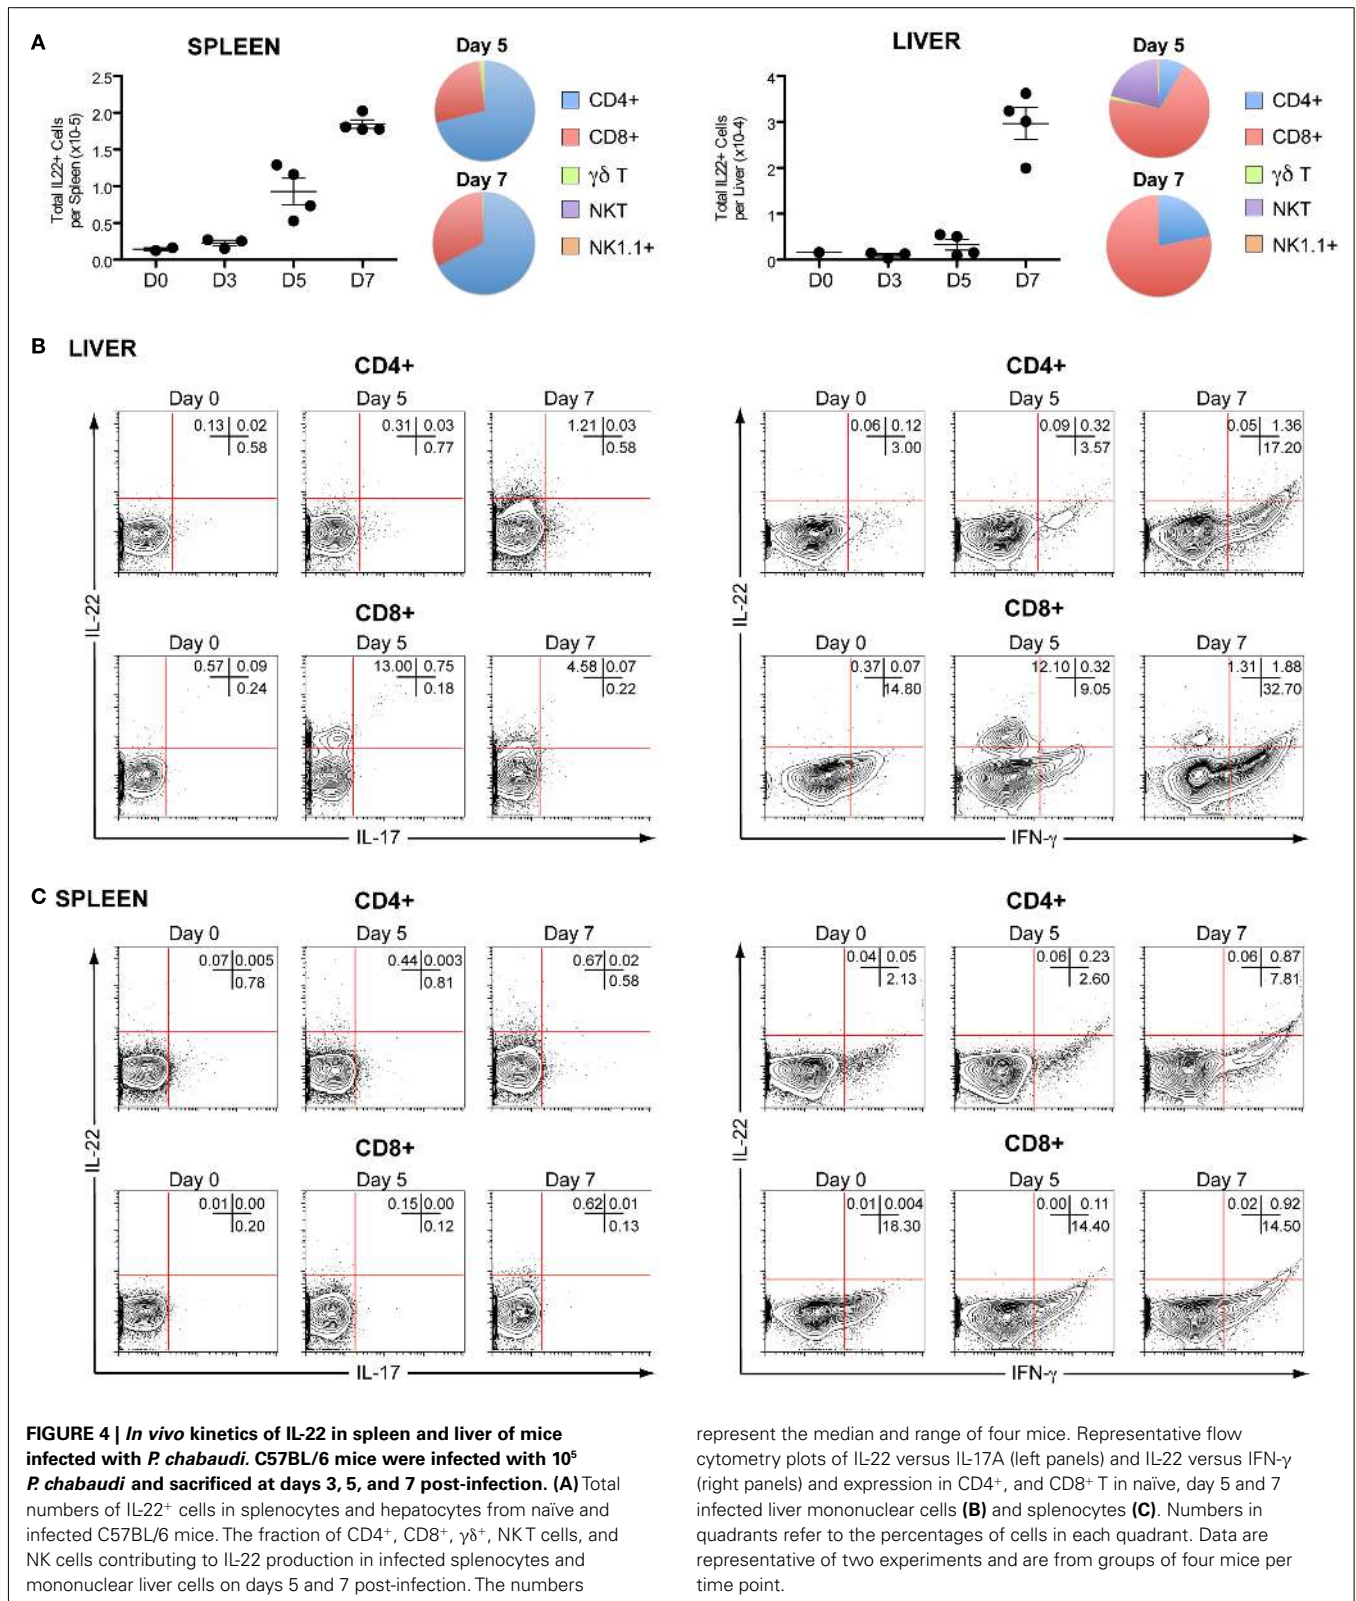 A
SPLEEN
Total IL22+ Cells
per Spleen (x10-5)
2.5
2.0
1.5
1.0
0.5
0.0
D0 D3 D5 D7
Day 5
Day 7
CD4+
CD8+
γδ T
NKT
NK1.1+
LIVER
Total IL22+ Cells
per Liver (x10-4)
4
3
2
1
0
D0 D3 D5 D7
Day 5
Day 7
CD4+
CD8+
γδ T
NKT
NK1.1+
B LIVER
CD4+
Day 0 Day 5 Day 7
0.13 0.02 0.31 0.03 1.21 0.03
0.58 0.77 0.58
CD8+
Day 0 Day 5 Day 7
0.57 0.09 13.00 0.75 4.58 0.07
0.24 0.18 0.22
IL-22
IL-17
CD4+
Day 0 Day 5 Day 7
0.06 0.12 0.09 0.32 0.05 1.36
3.00 3.57 17.20
CD8+
Day 0 Day 5 Day 7
0.37 0.07 12.10 0.32 1.31 1.88
14.80 9.05 32.70
IL-22
IFN-γ
C SPLEEN
CD4+
Day 0 Day 5 Day 7
0.07 0.005 0.44 0.003 0.67 0.02
0.78 0.81 0.58
CD8+
Day 0 Day 5 Day 7
0.01 0.00 0.15 0.00 0.62 0.01
0.20 0.12 0.13
IL-22
IL-17
CD4+
Day 0 Day 5 Day 7
0.04 0.05 0.06 0.23 0.06 0.87
2.13 2.60 7.81
CD8+
Day 0 Day 5 Day 7
0.01 0.004 0.00 0.11 0.02 0.92
18.30 14.40 14.50
IL-22
IFN-γ
FIGURE 4 | In vivo kinetics of IL-22 in spleen and liver of mice
infected with P. chabaudi. C57BL/6 mice were infected with 10⁵
P. chabaudi and sacrificed at days 3, 5, and 7 post-infection. (A) Total
numbers of IL-22⁺ cells in splenocytes and hepatocytes from naïve and
infected C57BL/6 mice. The fraction of CD4⁺, CD8⁺, γδ⁺, NKT cells, and
NK cells contributing to IL-22 production in infected splenocytes and
mononuclear liver cells on days 5 and 7 post-infection. The numbers
represent the median and range of four mice. Representative flow
cytometry plots of IL-22 versus IL-17A (left panels) and IL-22 versus IFN-γ
(right panels) and expression in CD4⁺, and CD8⁺ T in naïve, day 5 and 7
infected liver mononuclear cells (B) and splenocytes (C). Numbers in
quadrants refer to the percentages of cells in each quadrant. Data are
representative of two experiments and are from groups of four mice per
time point.